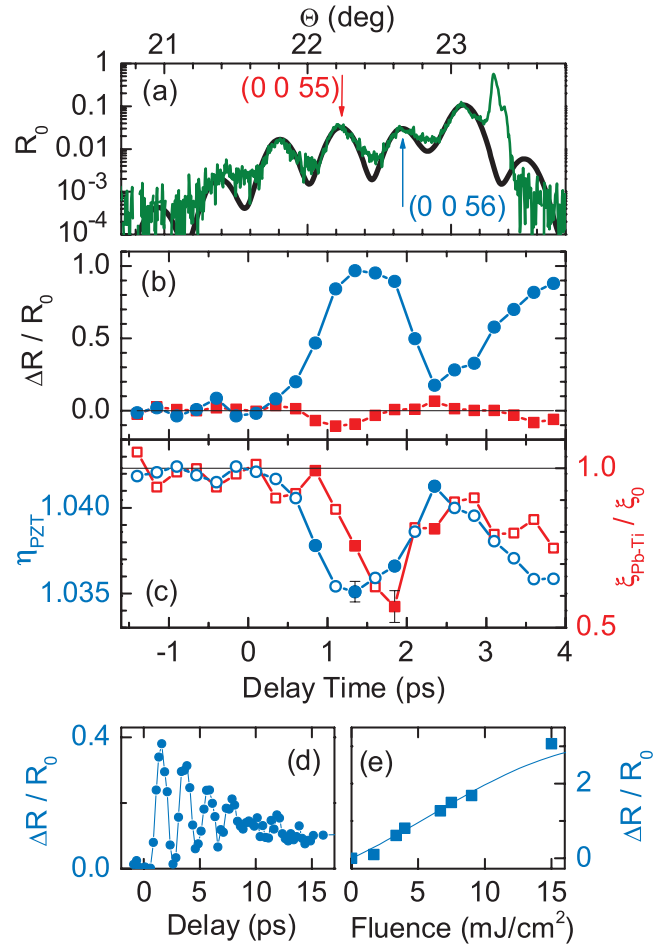 Θ (deg)
21 22 23
1
0.1
0.01
10⁻³
10⁻⁴
R₀
(a)
(0 0 55)
(0 0 56)
1.0
0.5
0.0
ΔR / R₀
(b)
1.040
1.035
η_PZT
(c)
1.0
0.5
ξ_Pb-Ti / ξ₀
-1 0 1 2 3 4
Delay Time (ps)
0.4
0.0
ΔR / R₀
(d)
0 5 10 15
Delay (ps)
(e)
2
0
ΔR / R₀
0 5 10 15
Fluence (mJ/cm²)